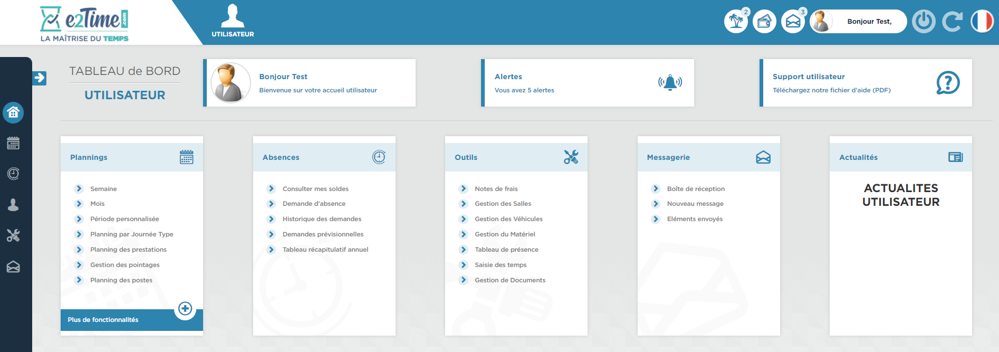 e2Time.com
LA MAÎTRISE DU TEMPS
UTILISATEUR
2
3
Bonjour Test,
TABLEAU de BORD
UTILISATEUR
Bonjour Test
Bienvenue sur votre accueil utilisateur
Alertes
Vous avez 5 alertes
Support utilisateur
Téléchargez notre fichier d'aide (PDF)
Plannings
Semaine
Mois
Période personnalisée
Planning par Journée Type
Planning des prestations
Gestion des pointages
Planning des postes
Plus de fonctionnalités
Absences
Consulter mes soldes
Demande d'absence
Historique des demandes
Demandes prévisionnelles
Tableau récapitulatif annuel
Outils
Notes de frais
Gestion des Salles
Gestion des Véhicules
Gestion du Matériel
Tableau de présence
Saisie des temps
Gestion de Documents
Messagerie
Boîte de réception
Nouveau message
Eléments envoyés
Actualités
ACTUALITES
UTILISATEUR